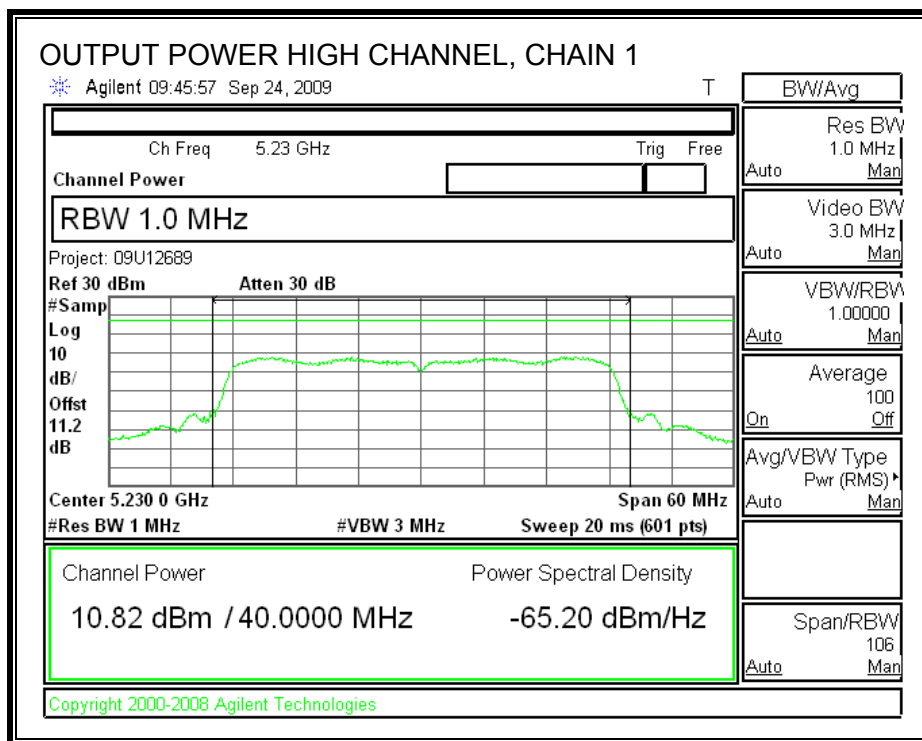 OUTPUT POWER HIGH CHANNEL, CHAIN 1
Agilent 09:45:57 Sep 24, 2009 T
Ch Freq 5.23 GHz Trig Free
Channel Power
RBW 1.0 MHz
Project: 09U12689
Ref 30 dBm Atten 30 dB
#Samp
Log
10
dB/
Offst
11.2
dB
Center 5.230 0 GHz Span 60 MHz
#Res BW 1 MHz #VBW 3 MHz Sweep 20 ms (601 pts)
Channel Power Power Spectral Density
10.82 dBm / 40.0000 MHz -65.20 dBm/Hz
Copyright 2000-2008 Agilent Technologies
BW/Avg
Res BW
1.0 MHz
Auto Man
Video BW
3.0 MHz
Auto Man
VBW/RBW
1.00000
Auto Man
Average
100
On Off
Avg/VBW Type
Pwr (RMS)
Auto Man
Span/RBW
106
Auto Man